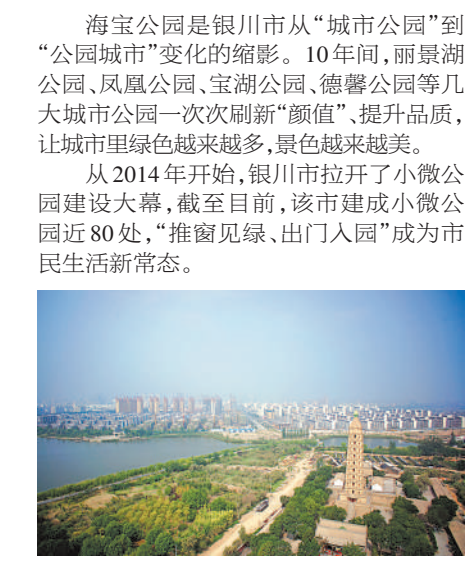 海宝公园是银川市从“城市公园”到
“公园城市”变化的缩影。10年间,丽景湖
公园、凤凰公园、宝湖公园、德馨公园等几
大城市公园一次次刷新“颜值”、提升品质,
让城市里绿色越来越多,景色越来越美。
从2014年开始,银川市拉开了小微公
园建设大幕,截至目前,该市建成小微公
园近80处,“推窗见绿、出门入园”成为市
民生活新常态。